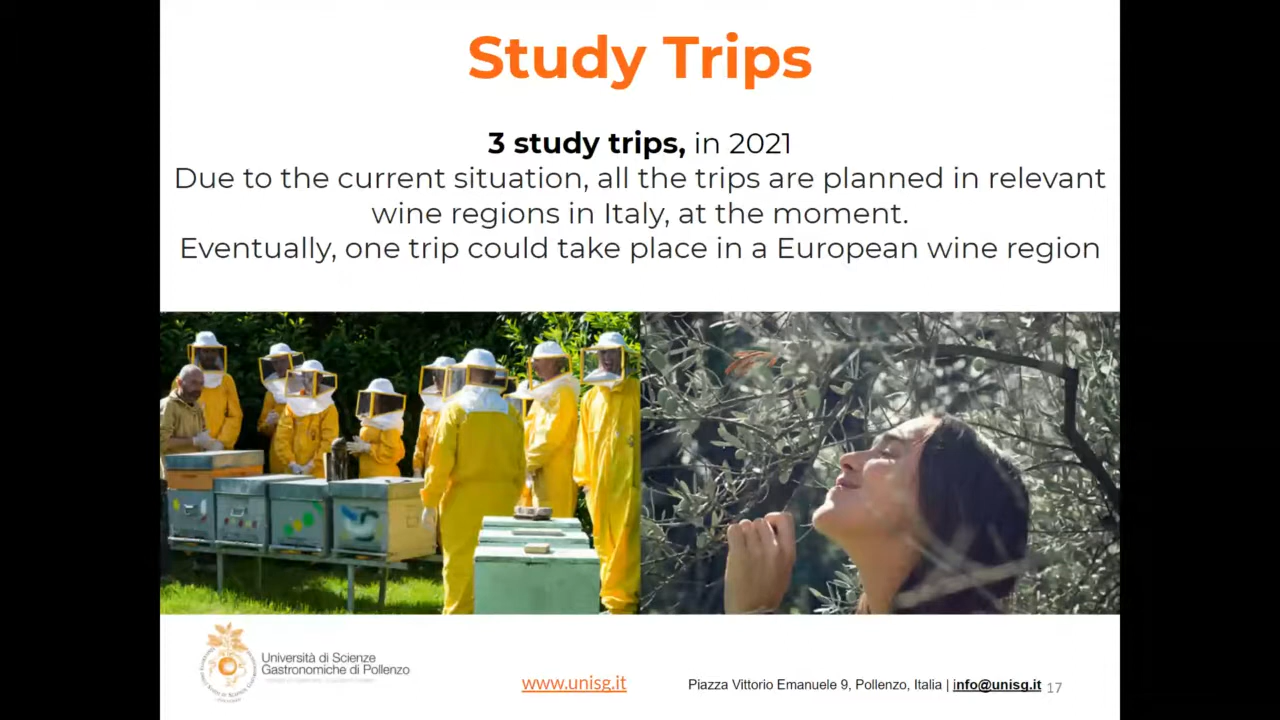 Study Trips
3 study trips, in 2021
Due to the current situation, all the trips are planned in relevant
wine regions in Italy, at the moment.
Eventually, one trip could take place in a European wine region
Università di Scienze
Gastronomiche di Pollenzo
www.unisg.it
Piazza Vittorio Emanuele 9, Pollenzo, Italia | info@unisg.it 17